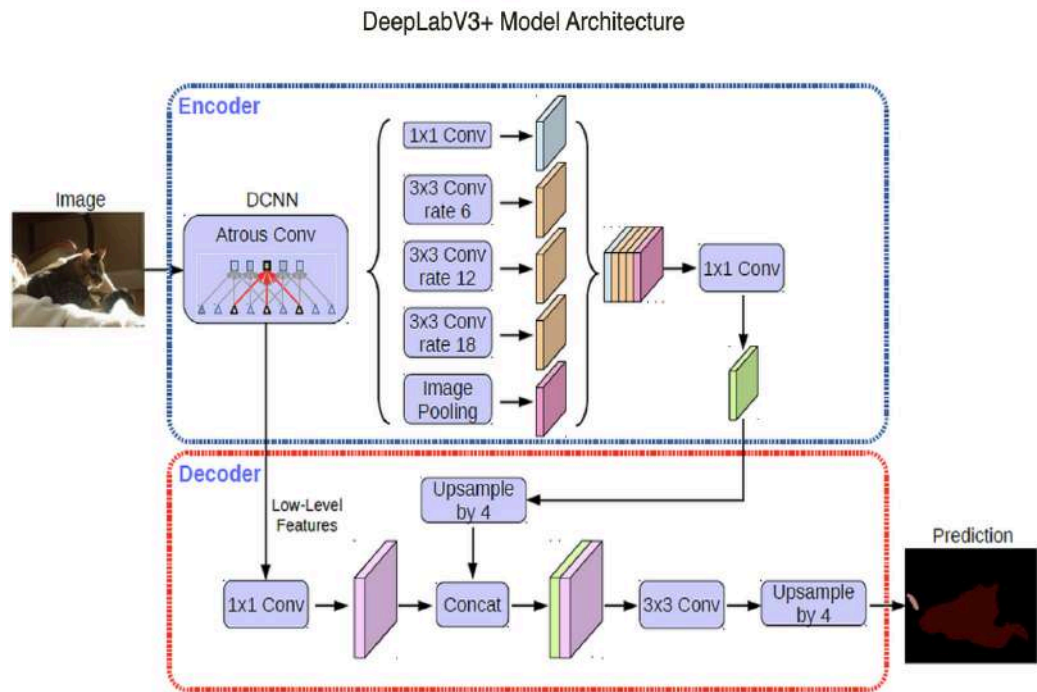 DeepLabV3+ Model Architecture
Encoder
Image
DCNN
Atrous Conv
1x1 Conv
3x3 Conv
rate 6
3x3 Conv
rate 12
3x3 Conv
rate 18
Image
Pooling
1x1 Conv
Decoder
Low-Level
Features
Upsample
by 4
1x1 Conv
Concat
3x3 Conv
Upsample
by 4
Prediction